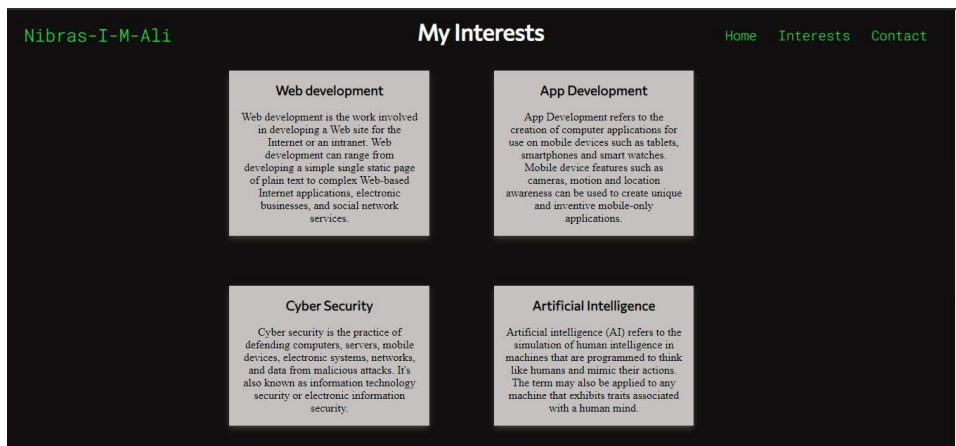 Nibras-I-M-Ali
My Interests
Home Interests Contact
Web development
Web development is the work involved
in developing a Web site for the
Internet or an intranet. Web
development can range from
developing a simple single static page
of plain text to complex Web-based
Internet applications, electronic
businesses, and social network
services.
App Development
App Development refers to the
creation of computer applications for
use on mobile devices such as tablets,
smartphones and smart watches.
Mobile device features such as
cameras, motion and location
awareness can be used to create unique
and inventive mobile-only
applications.
Cyber Security
Cyber security is the practice of
defending computers, servers, mobile
devices, electronic systems, networks,
and data from malicious attacks. It's
also known as information technology
security or electronic information
security.
Artificial Intelligence
Artificial intelligence (AI) refers to the
simulation of human intelligence in
machines that are programmed to think
like humans and mimic their actions.
The term may also be applied to any
machine that exhibits traits associated
with a human mind.